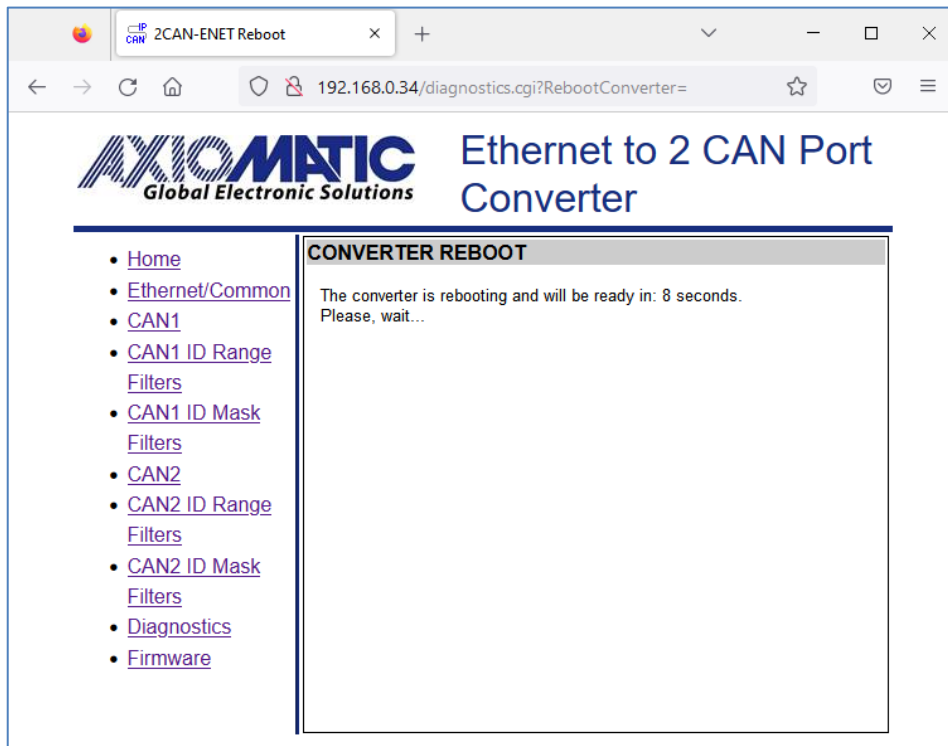 IP
CAN
2CAN-ENET Reboot
192.168.0.34/diagnostics.cgi?RebootConverter=
AXIOMATIC
Global Electronic Solutions
Ethernet to 2 CAN Port
Converter
Home
Ethernet/Common
CAN1
CAN1 ID Range
Filters
CAN1 ID Mask
Filters
CAN2
CAN2 ID Range
Filters
CAN2 ID Mask
Filters
Diagnostics
Firmware
CONVERTER REBOOT
The converter is rebooting and will be ready in: 8 seconds.
Please, wait...